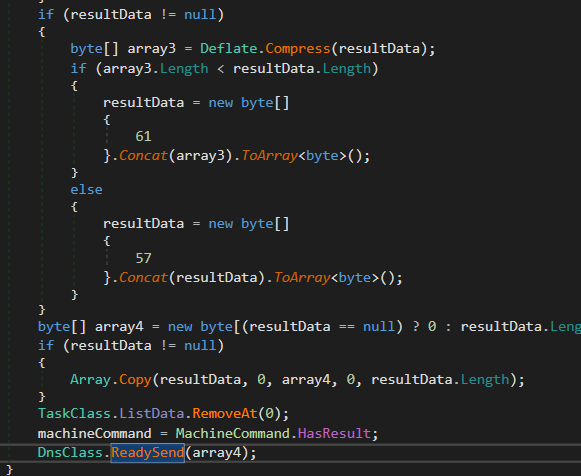 if (resultData != null)
{
byte[] array3 = Deflate.Compress(resultData);
if (array3.Length < resultData.Length)
{
resultData = new byte[]
{
61
}.Concat(array3).ToArray<byte>();
}
else
{
resultData = new byte[]
{
57
}.Concat(resultData).ToArray<byte>();
}
}
byte[] array4 = new byte[(resultData == null) ? 0 : resultData.Leng
if (resultData != null)
{
Array.Copy(resultData, 0, array4, 0, resultData.Length);
}
TaskClass.ListData.RemoveAt(0);
machineCommand = MachineCommand.HasResult;
DnsClass.ReadySend(array4);
}